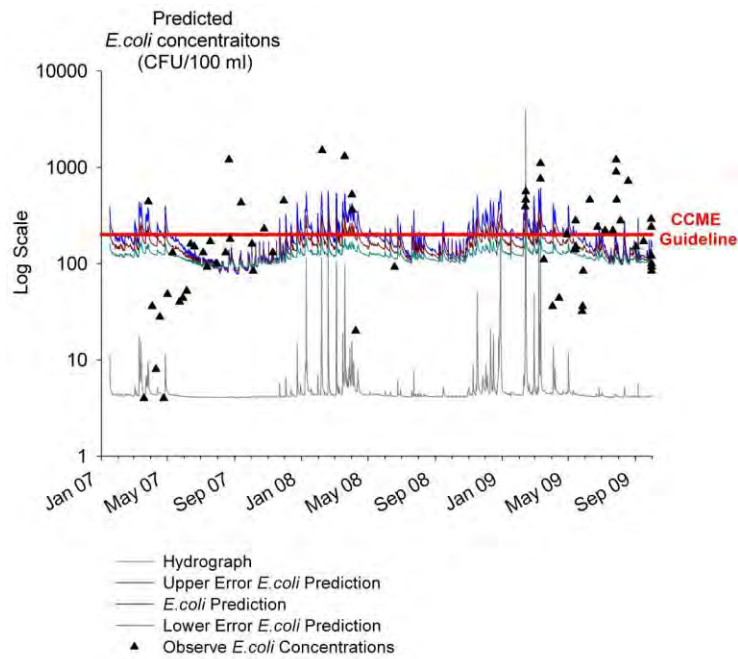 Predicted
E.coli concentraitons
(CFU/100 ml)
10000
1000
100
10
1
Log Scale
CCME
Guideline
Jan 07
May 07
Sep 07
Jan 08
May 08
Sep 08
Jan 09
May 09
Sep 09
Hydrograph
Upper Error E.coli Prediction
E.coli Prediction
Lower Error E.coli Prediction
Observe E.coli Concentrations